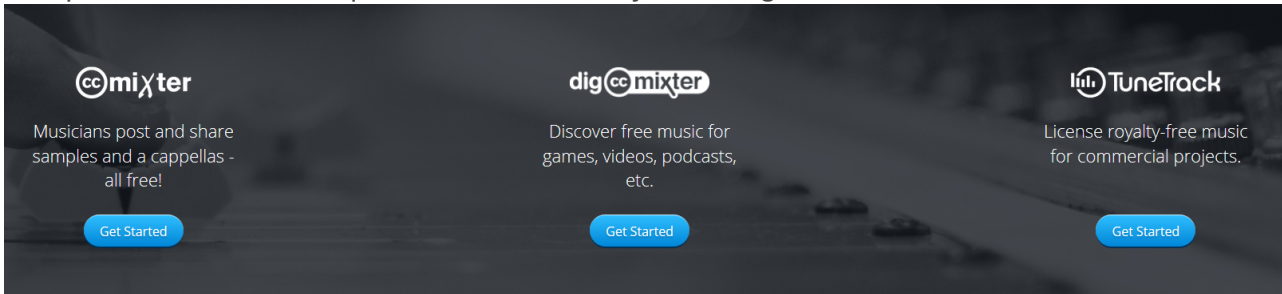 ccmixter
Musicians post and share
samples and a cappellas -
all free!
Get Started
dig ccmixter
Discover free music for
games, videos, podcasts,
etc.
Get Started
TuneTrack
License royalty-free music
for commercial projects.
Get Started